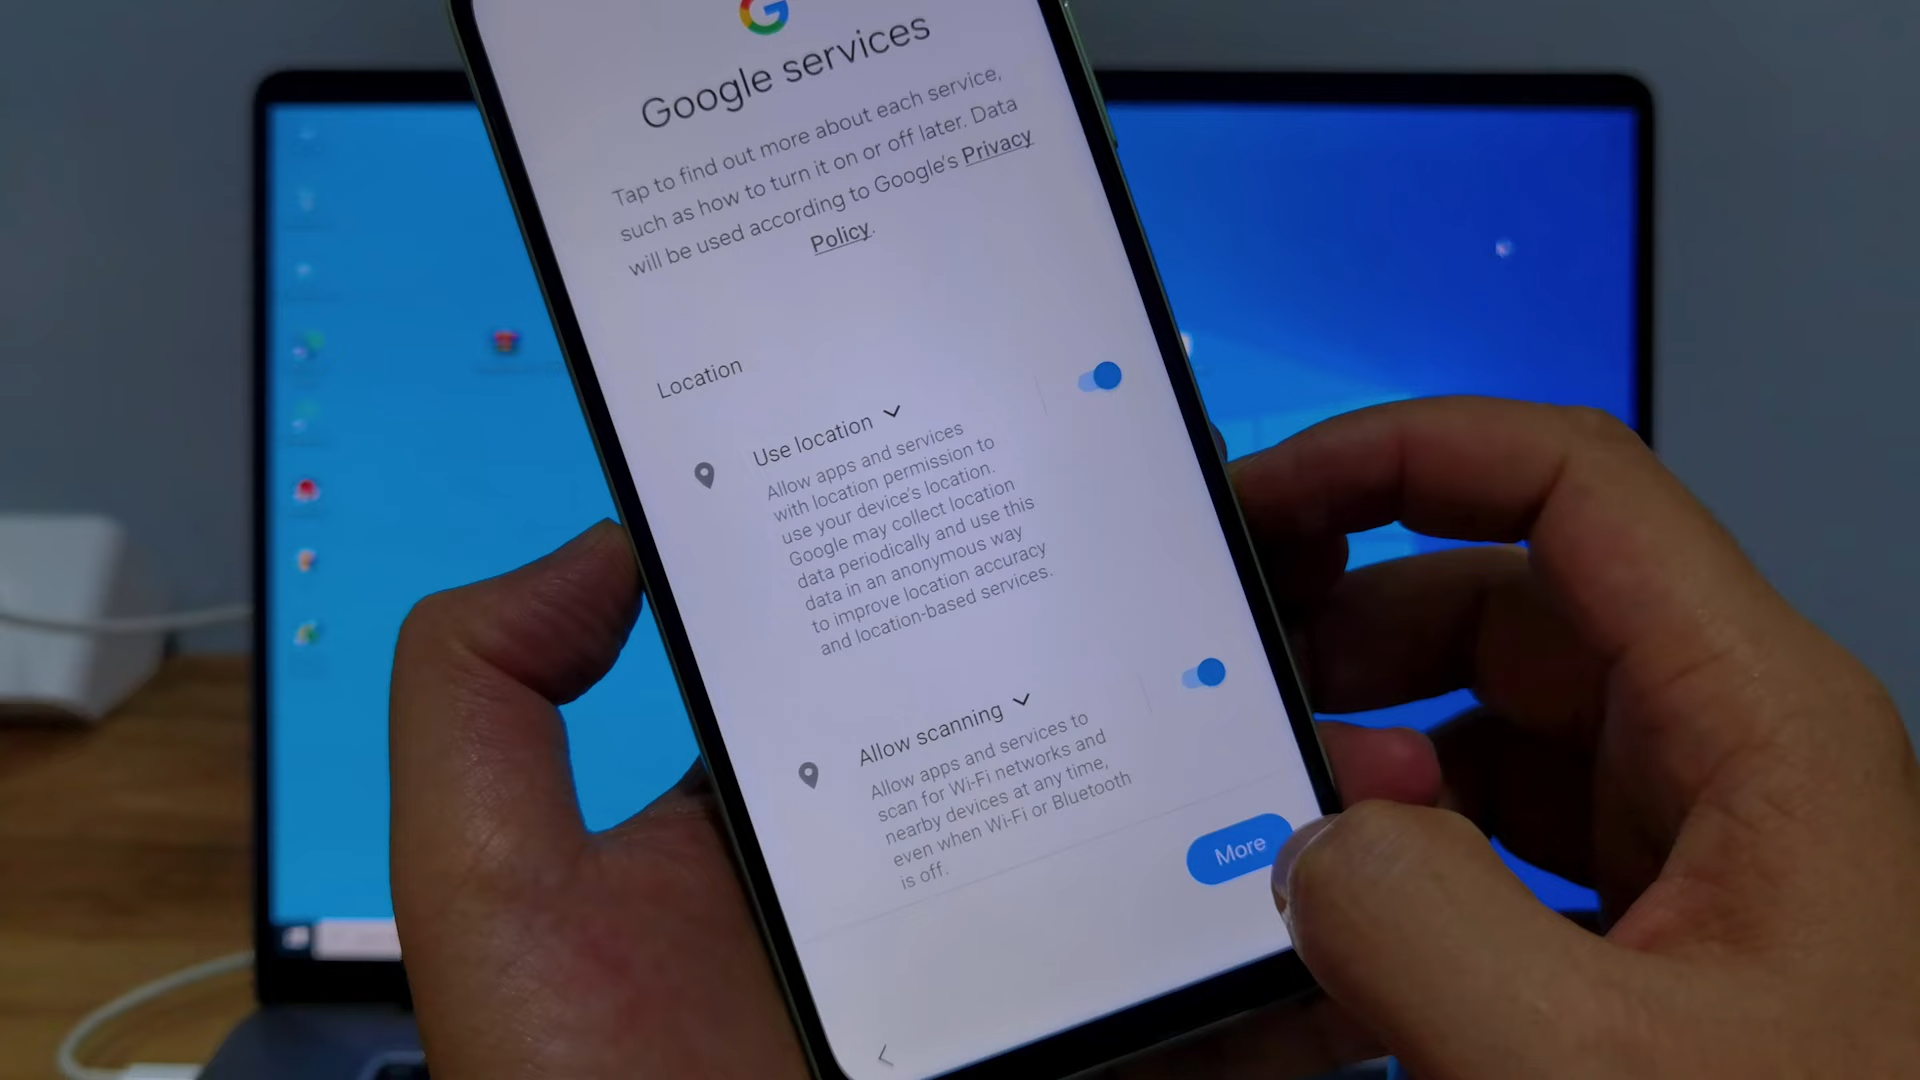 Google services
Tap to find out more about each service,
such as how to turn it on or off later. Data
will be used according to Google's Privacy
Policy.
Location
Use location
Allow apps and services
with location permission to
use your device's location.
Google may collect location
data periodically and use this
data in an anonymous way
to improve location accuracy
and location-based services.
Allow scanning
Allow apps and services to
scan for Wi-Fi networks and
nearby devices at any time,
even when Wi-Fi or Bluetooth
is off.
More